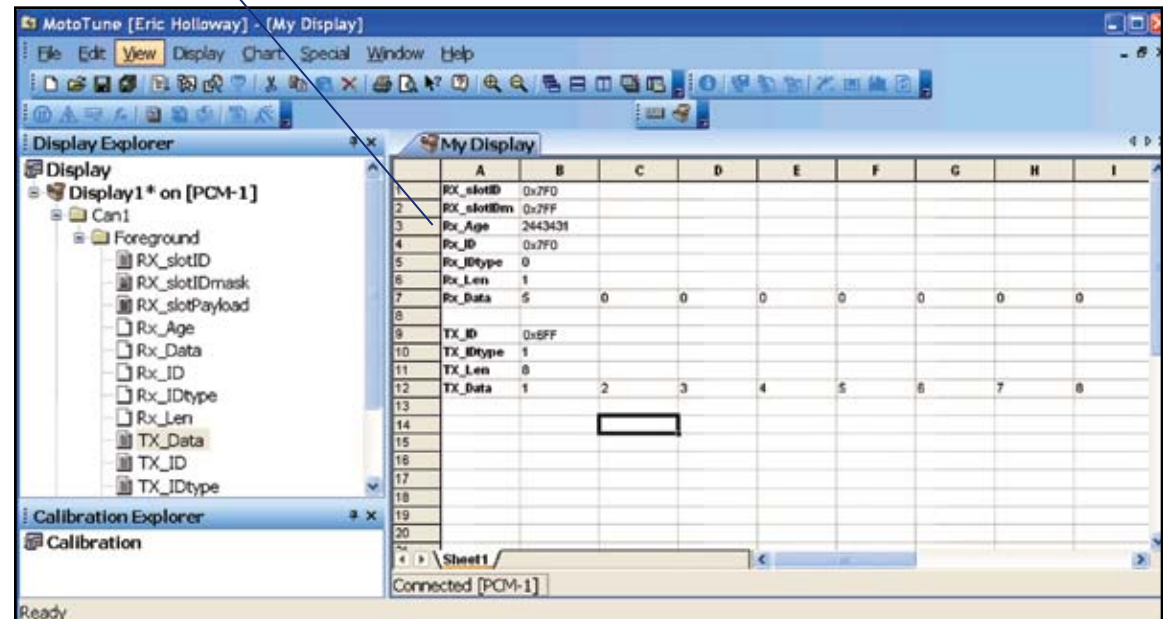 MotoTune [Eric Holloway] - [My Display]
File Edit View Display Chart Special Window Help
Display Explorer
My Display
Display
Display1* on [PCM-1]
Can1
Foreground
RX_slotID
RX_slotIDmask
RX_slotPayload
Rx_Age
Rx_Data
Rx_ID
Rx_IDtype
Rx_Len
TX_Data
TX_ID
TX_IDtype
Calibration Explorer
Calibration
A B C D E F G H I
1 RX_slotID 0x7F0
2 RX_slotIDm 0x7FF
3 Rx_Age 2443431
4 Rx_ID 0x7F0
5 Rx_IDtype 0
6 Rx_Len 1
7 Rx_Data 5 0 0 0 0 0 0 0
8
9 TX_ID 0x6FF
10 TX_IDtype 1
11 TX_Len 8
12 TX_Data 1 2 3 4 5 6 7 8
13
14
15
16
17
18
19
20
Sheet1
Connected [PCM-1]
Ready